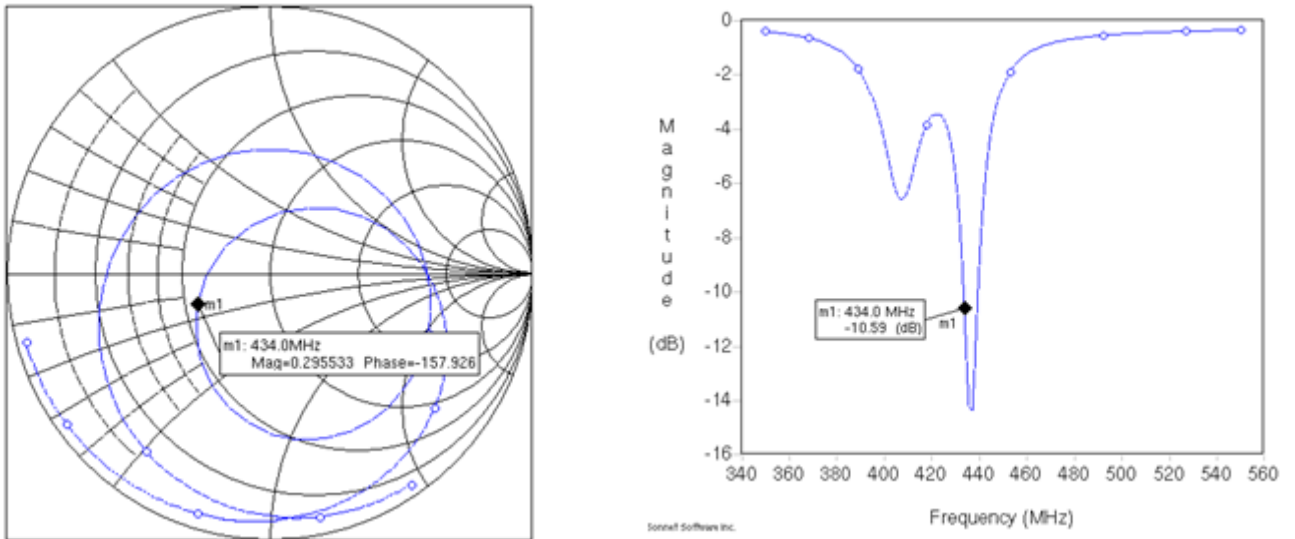 m1
m1: 434.0MHz
Mag=0.295533 Phase=-157.926
Magnitude
(dB)
0
-2
-4
-6
-8
-10
-12
-14
-16
m1: 434.0 MHz
-10.59 (dB)
m1
340 360 380 400 420 440 460 480 500 520 540 560
Frequency (MHz)
Sonnet Software Inc.